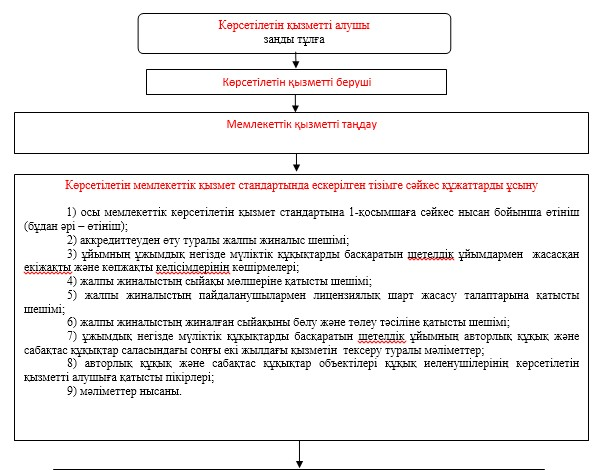 Көрсетілетін қызметті алушы
заңды тұлға
Көрсетілетін қызметті беруші
Мемлекеттік қызметті таңдау
Көрсетілетін мемлекеттік қызмет стандартында ескерілген тізімге сәйкес құжаттарды ұсыну
1) осы мемлекеттік көрсетілетін қызмет стандартына 1-қосымшаға сәйкес нысан бойынша өтініш
(бұдан әрі – өтініш);
2) аккредиттеуден өту туралы жалпы жиналыс шешімі;
3) ұйымның ұжымдық негізде мүліктік құқықтарды басқаратын шетелдік ұйымдармен жасасқан
екіжақты және көпжақты келісімдерінің көшірмелері;
4) жалпы жиналыстың сыйақы мөлшеріне қатысты шешімі;
5) жалпы жиналыстың пайдаланушылармен лицензиялық шарт жасасу талаптарына қатысты
шешімі;
6) жалпы жиналыстың жиналған сыйақыны бөлу және төлеу тәсіліне қатысты шешімі;
7) ұжымдық негізде мүліктік құқықтарды басқаратын шетелдік ұйымның авторлық құқық және
сабақтас құқықтар саласындағы соңғы екі жылдағы қызметін тексеру туралы мәліметтер;
8) авторлық құқық және сабақтас құқықтар объектілері құқық иеленушілерінің көрсетілетін
қызметті алушыға қатысты пікірлері;
9) мәліметтер нысаны.